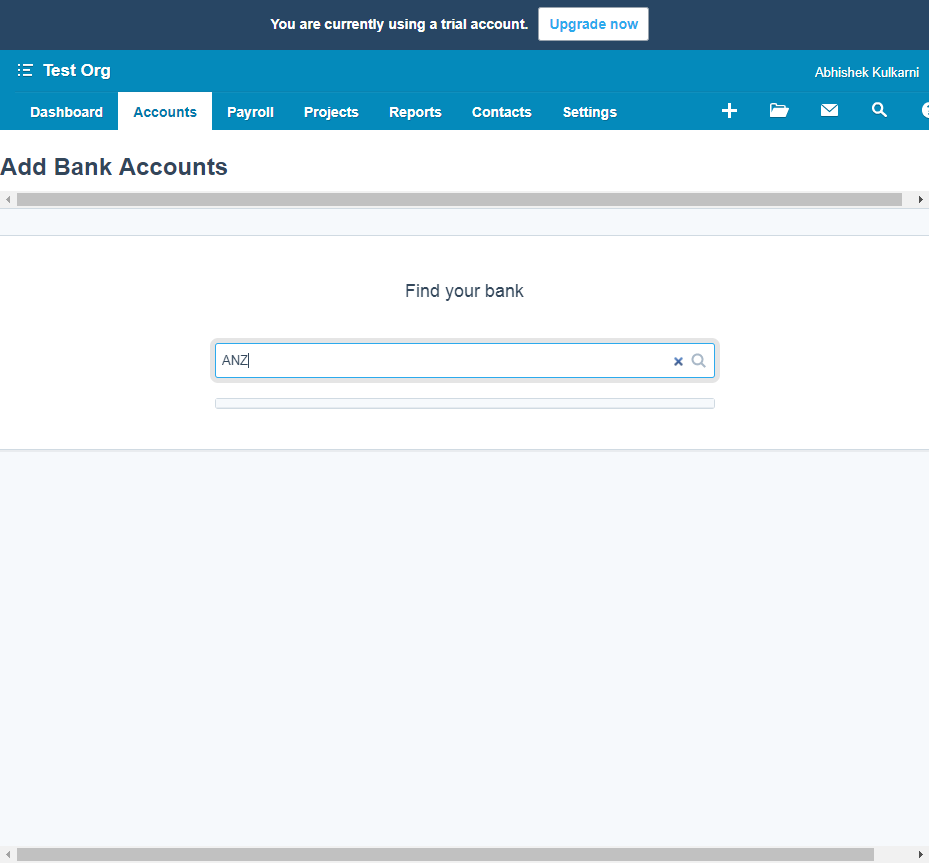 You are currently using a trial account. Upgrade now
Test Org
Abhishek Kulkarni
Dashboard Accounts Payroll Projects Reports Contacts Settings
Add Bank Accounts
Find your bank
ANZ